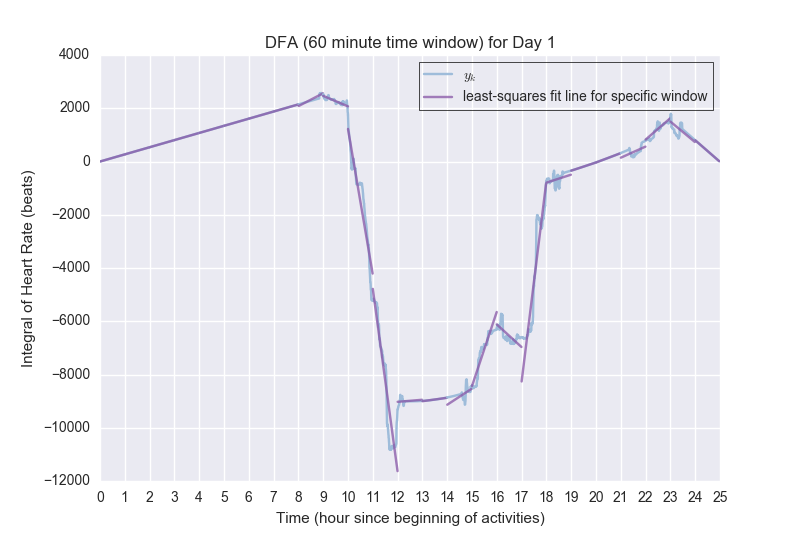 DFA (60 minute time window) for Day 1
yₖ
least-squares fit line for specific window
Integral of Heart Rate (beats)
4000
2000
0
−2000
−4000
−6000
−8000
−10000
−12000
0 1 2 3 4 5 6 7 8 9 10 11 12 13 14 15 16 17 18 19 20 21 22 23 24 25
Time (hour since beginning of activities)